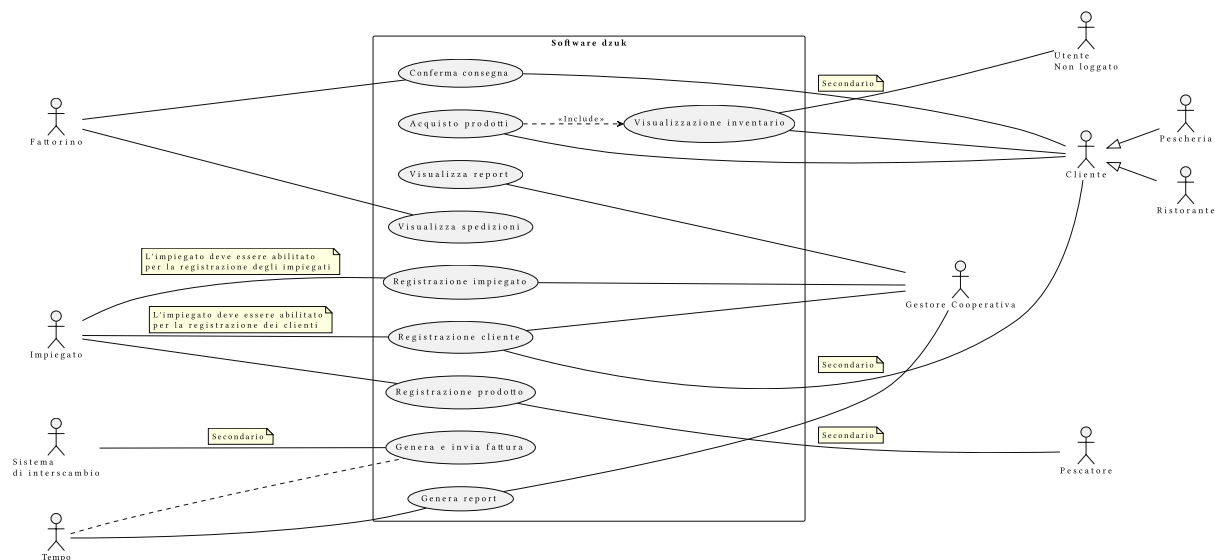 Software dzuk
Utente
Non loggato
Conferma consegna
Secondario
Fattorino
Acquisto prodotti
«Include»
Visualizzazione inventario
Pescheria
Cliente
Visualizza report
Ristorante
Visualizza spedizioni
L'impiegato deve essere abilitato
per la registrazione degli impiegati
Registrazione impiegato
Gestore Cooperativa
L'impiegato deve essere abilitato
per la registrazione dei clienti
Impiegato
Registrazione cliente
Secondario
Registrazione prodotto
Secondario
Secondario
Genera e invia fattura
Sistema
di interscambio
Pescatore
Genera report
Tempo